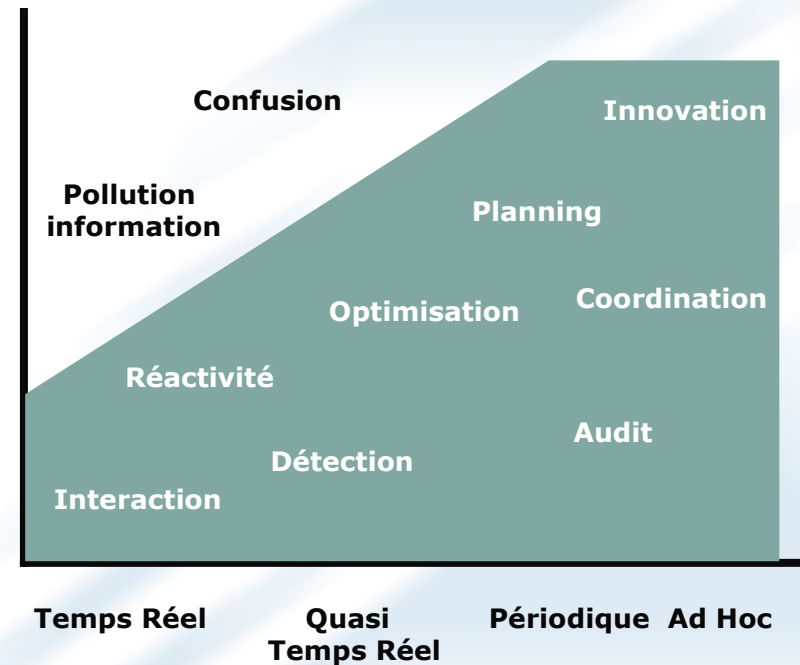 Confusion
Innovation
Pollution
information
Planning
Optimisation
Coordination
Réactivité
Audit
Détection
Interaction
Temps Réel
Quasi
Temps Réel
Périodique
Ad Hoc